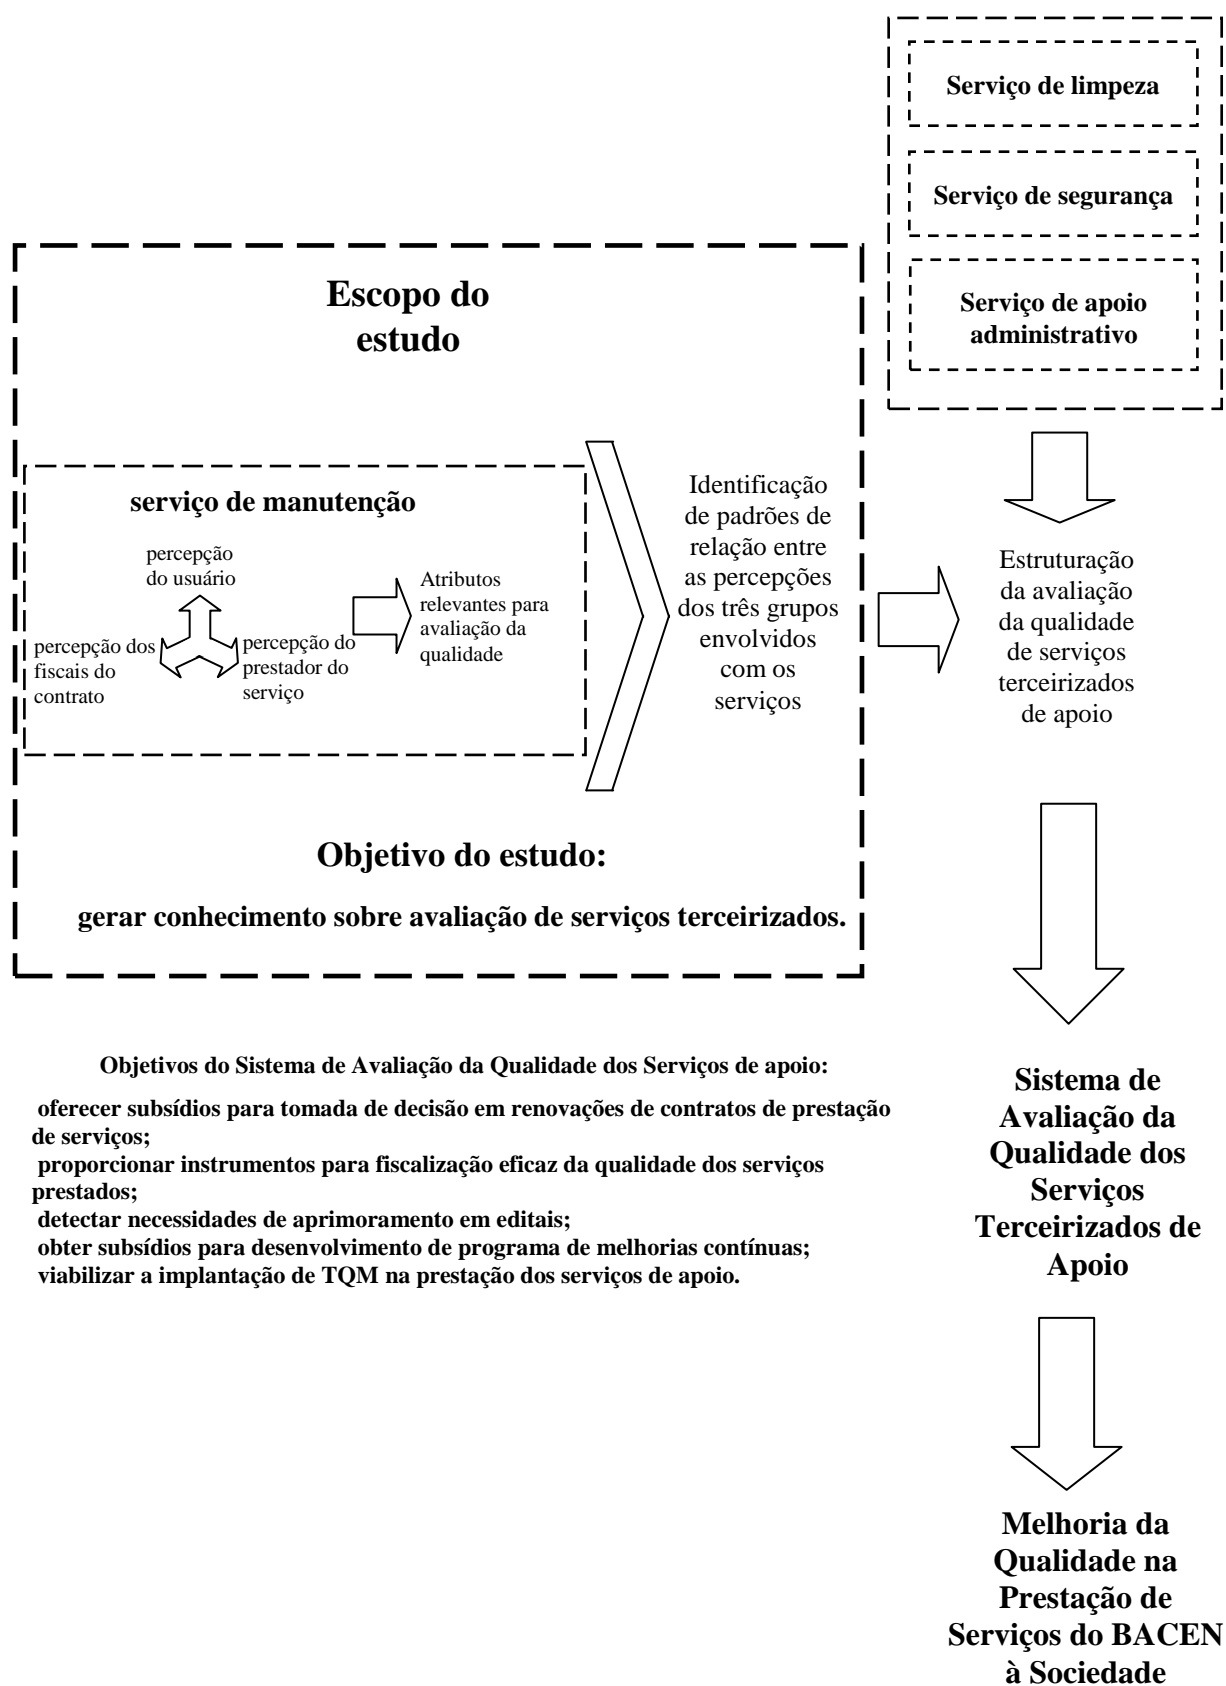 Serviço de limpeza
Serviço de segurança
Serviço de apoio
administrativo
Escopo do
estudo
serviço de manutenção
percepção
do usuário
percepção dos
fiscais do
contrato
percepção do
prestador do
serviço
Atributos
relevantes para
avaliação da
qualidade
Identificação
de padrões de
relação entre
as percepções
dos três grupos
envolvidos
com os
serviços
Estruturação
da avaliação
da qualidade
de serviços
terceirizados
de apoio
Objetivo do estudo:
gerar conhecimento sobre avaliação de serviços terceirizados.
Objetivos do Sistema de Avaliação da Qualidade dos Serviços de apoio:
oferecer subsídios para tomada de decisão em renovações de contratos de prestação
de serviços;
proporcionar instrumentos para fiscalização eficaz da qualidade dos serviços
prestados;
detectar necessidades de aprimoramento em editais;
obter subsídios para desenvolvimento de programa de melhorias contínuas;
viabilizar a implantação de TQM na prestação dos serviços de apoio.
Sistema de
Avaliação da
Qualidade dos
Serviços
Terceirizados de
Apoio
Melhoria da
Qualidade na
Prestação de
Serviços do BACEN
à Sociedade